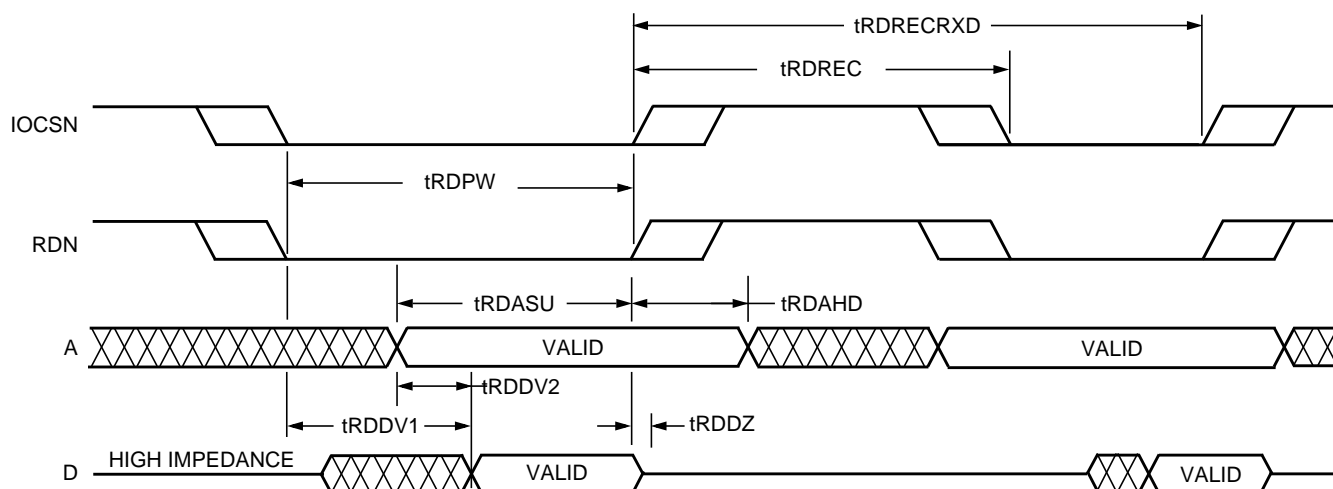 tRDRECRXD
tRDREC
IOCSN
tRDPW
RDN
tRDASU
tRDAHD
A
VALID
VALID
tRDDV2
tRDDV1
tRDDZ
D
HIGH IMPEDANCE
VALID
VALID